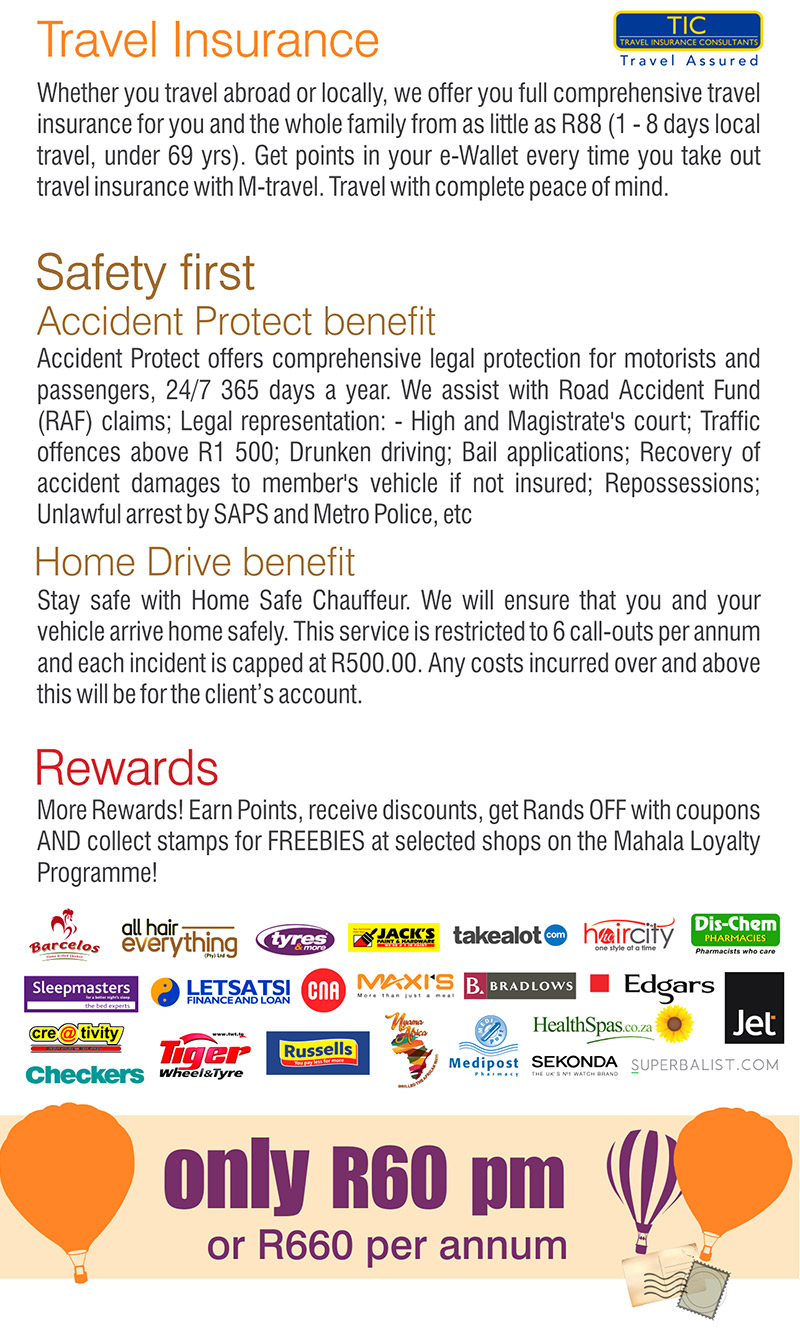 Travel Insurance
TIC
TRAVEL INSURANCE CONSULTANTS
Travel Assured
Whether you travel abroad or locally, we offer you full comprehensive travel
insurance for you and the whole family from as little as R88 (1 - 8 days local
travel, under 69 yrs). Get points in your e-Wallet every time you take out
travel insurance with M-travel. Travel with complete peace of mind.
Safety first
Accident Protect benefit
Accident Protect offers comprehensive legal protection for motorists and
passengers, 24/7 365 days a year. We assist with Road Accident Fund
(RAF) claims; Legal representation: - High and Magistrate's court; Traffic
offences above R1 500; Drunken driving; Bail applications; Recovery of
accident damages to member's vehicle if not insured; Repossessions;
Unlawful arrest by SAPS and Metro Police, etc
Home Drive benefit
Stay safe with Home Safe Chauffeur. We will ensure that you and your
vehicle arrive home safely. This service is restricted to 6 call-outs per annum
and each incident is capped at R500.00. Any costs incurred over and above
this will be for the client’s account.
Rewards
More Rewards! Earn Points, receive discounts, get Rands OFF with coupons
AND collect stamps for FREEBIES at selected shops on the Mahala Loyalty
Programme!
Barcelos
all hair
everything
(Pty) Ltd
tyres
& more
JACK'S
PAINT & HARDWARE
takealot.com
haircity
one style at a time
Dis-Chem
PHARMACIES
Pharmacists who care
Sleepmasters
for a better night's sleep
the bed experts
LETSATSI
FINANCE AND LOAN
CNA
MAXI'S
More than just a meal
B. BRADLOWS
Edgars
Jet
cre@tivity
www.twt.to
Tiger
Wheel&Tyre
Russells
You pay less for more
Nyama
Africa
MEDI POST
Medipost
Pharmacy
HealthSpas.co.za
SEKONDA
THE UK'S No1 WATCH BRAND
SUPERBALIST.COM
Checkers
only R60 pm
or R660 per annum